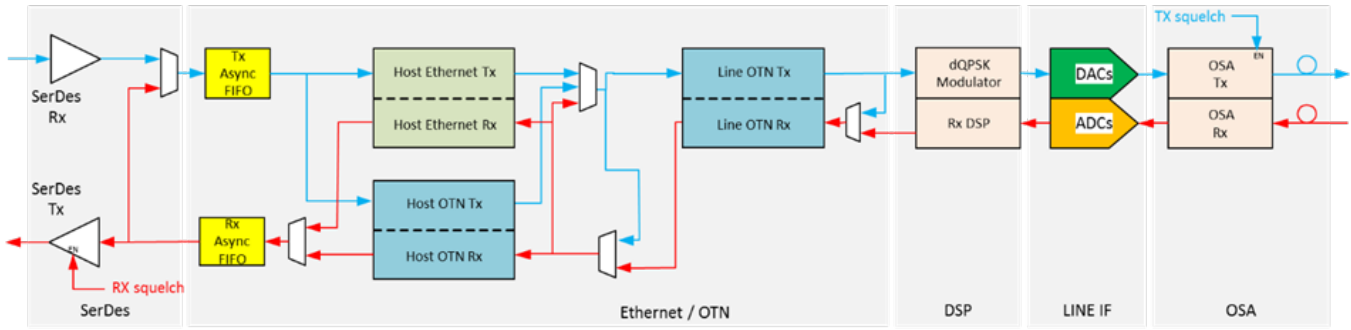 TX squelch
EN
SerDes
Rx
Tx
Async
FIFO
Host Ethernet Tx
Host Ethernet Rx
Line OTN Tx
Line OTN Rx
dQPSK
Modulator
Rx DSP
DACs
ADCs
OSA
Tx
OSA
Rx
SerDes
Tx
EN
RX squelch
Rx
Async
FIFO
Host OTN Tx
Host OTN Rx
SerDes
Ethernet / OTN
DSP
LINE IF
OSA